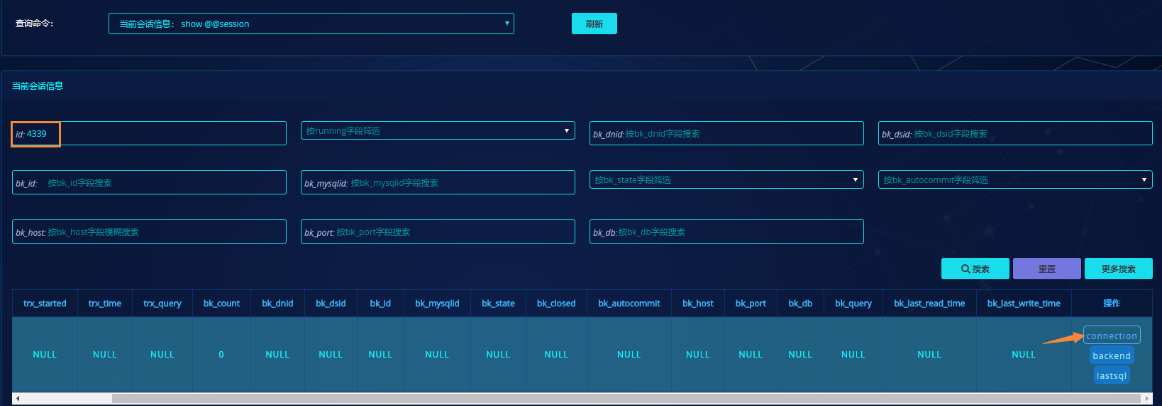 查询命令: 当前会话信息: show @@session 刷新
当前会话信息
id: 4339 按running字段筛选 bk_dnid: 按bk_dnid字段搜索 bk_dsid: 按bk_dsid字段搜索
bk_id: 按bk_id字段搜索 bk_mysqlid: 按bk_mysqlid字段搜索 按bk_state字段筛选 按bk_autocommit字段筛选
bk_host: 按bk_host字段模糊搜索 bk_port: 按bk_port字段搜索 bk_db: 按bk_db字段搜索
搜索 重置 更多搜索
trx_started trx_time trx_query bk_count bk_dnid bk_dsid bk_id bk_mysqlid bk_state bk_closed bk_autocommit bk_host bk_port bk_db bk_query bk_last_read_time bk_last_write_time 操作
connection
NULL NULL NULL 0 NULL NULL NULL NULL NULL NULL NULL NULL NULL NULL NULL NULL NULL backend
lastsql